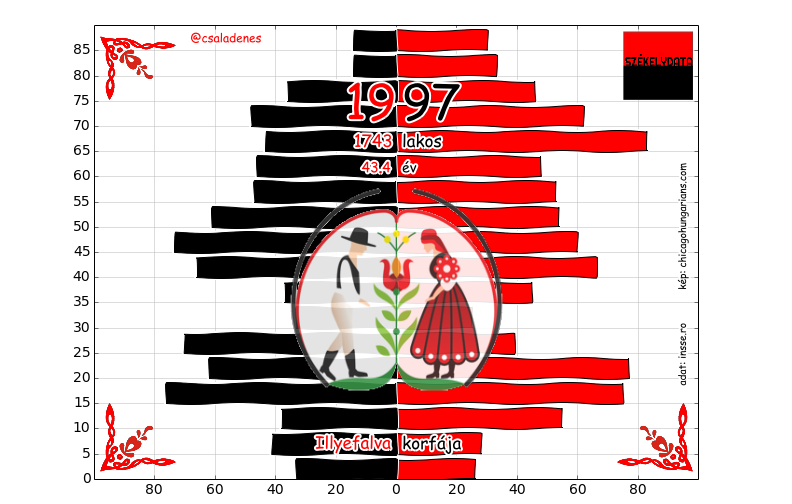 @csaladenes
SZÉKELYDATA
1997
1743 lakos
43.4 év
kép: chicagohungarians.com
adat: insse.ro
Illyefalva korfája
85
80
75
70
65
60
55
50
45
40
35
30
25
20
15
10
5
0
80 60 40 20 0 20 40 60 80